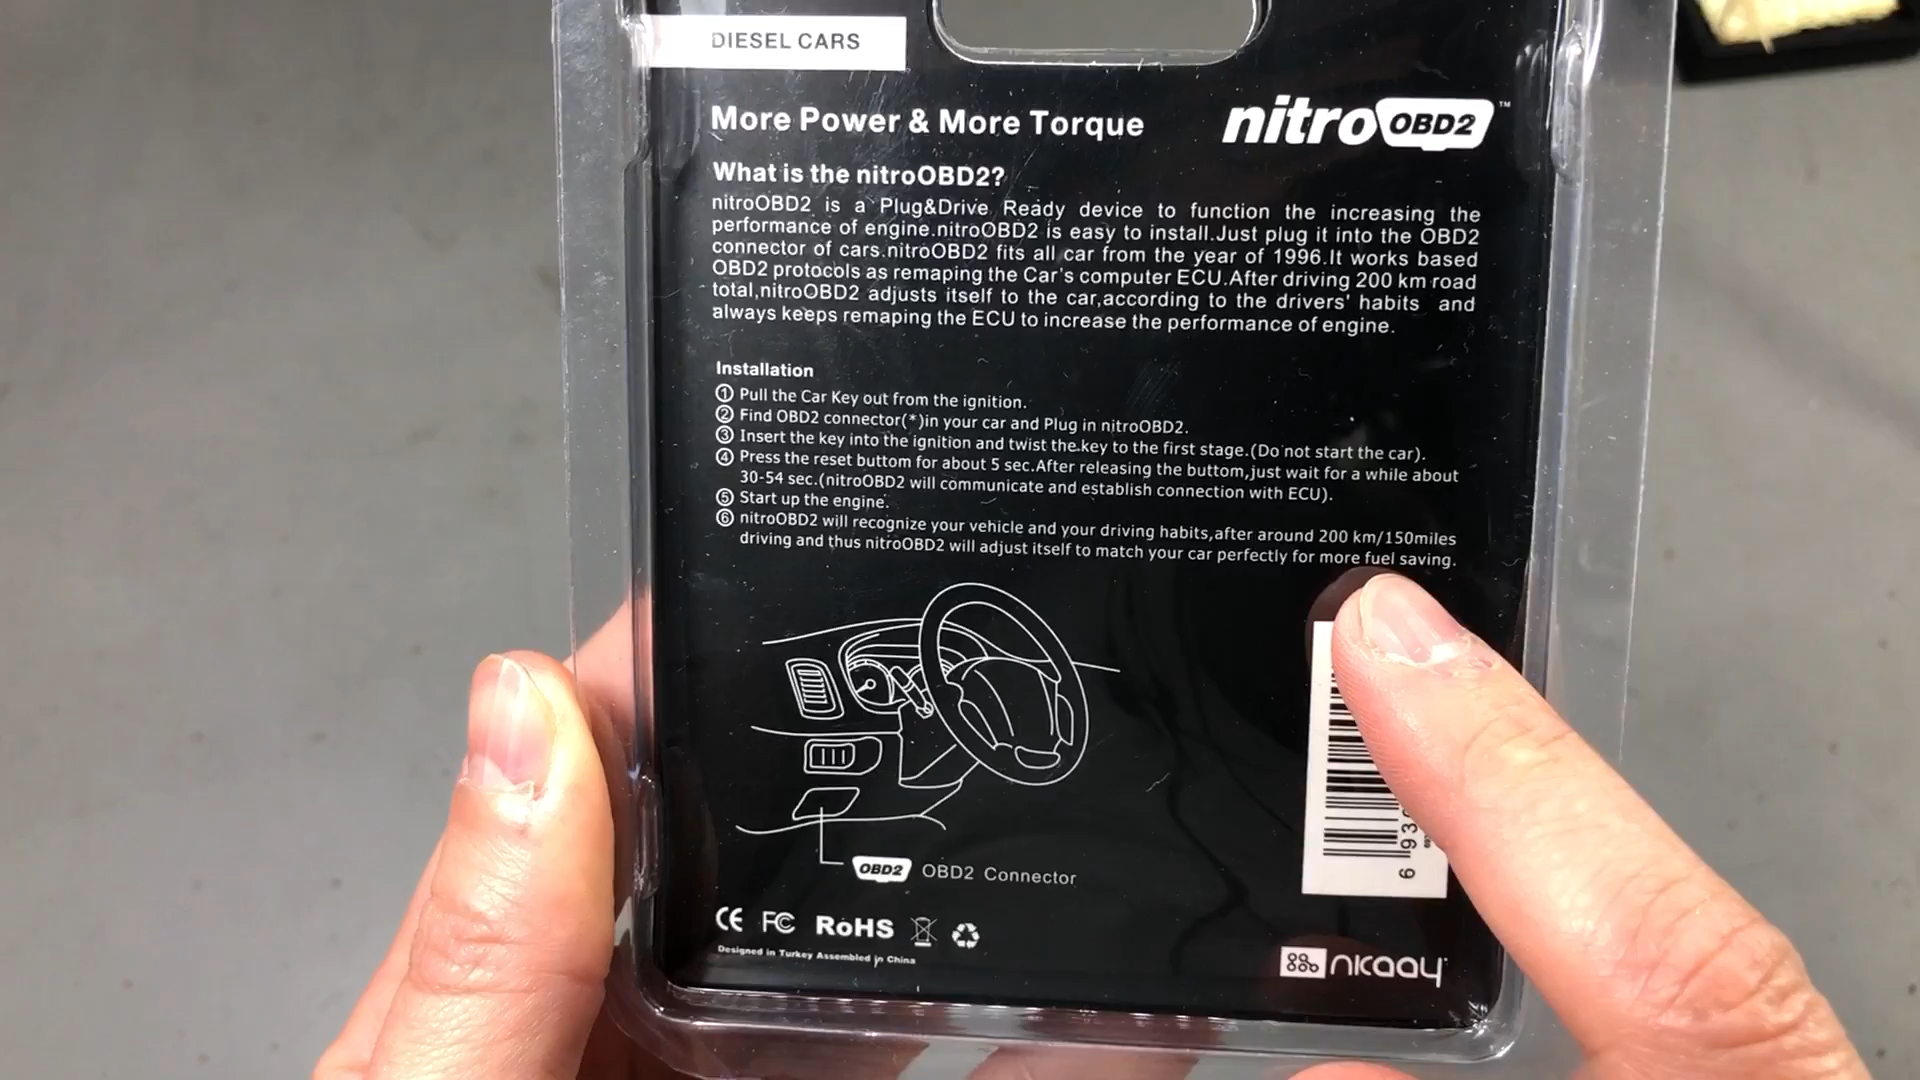 DIESEL CARS
More Power & More Torque
nitro OBD2 ™
What is the nitroOBD2?
nitroOBD2 is a Plug&Drive Ready device to function the increasing the
performance of engine.nitroOBD2 is easy to install.Just plug it into the OBD2
connector of cars.nitroOBD2 fits all car from the year of 1996.It works based
OBD2 protocols as remaping the Car's computer ECU.After driving 200 km road
total,nitroOBD2 adjusts itself to the car,according to the drivers' habits and
always keeps remaping the ECU to increase the performance of engine.
Installation
① Pull the Car Key out from the ignition.
② Find OBD2 connector(*)in your car and Plug in nitroOBD2.
③ Insert the key into the ignition and twist the key to the first stage.(Do not start the car).
④ Press the reset buttom for about 5 sec.After releasing the buttom,just wait for a while about
30-54 sec.(nitroOBD2 will communicate and establish connection with ECU).
⑤ Start up the engine.
⑥ nitroOBD2 will recognize your vehicle and your driving habits,after around 200 km/150miles
driving and thus nitroOBD2 will adjust itself to match your car perfectly for more fuel saving.
OBD2 OBD2 Connector
CE FC RoHS
Designed in Turkey Assembled in China
nkaay